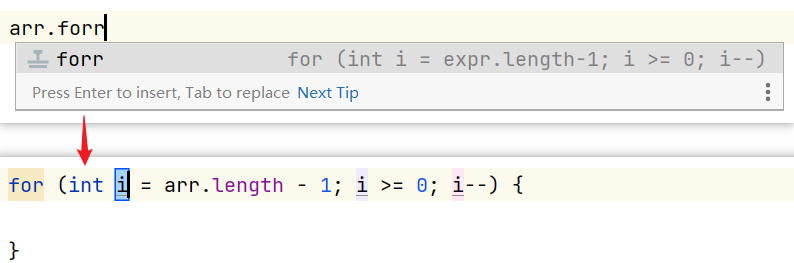 arr.forr
forr for (int i = expr.length-1; i >= 0; i--)
Press Enter to insert, Tab to replace Next Tip
for (int i = arr.length - 1; i >= 0; i--) {
}